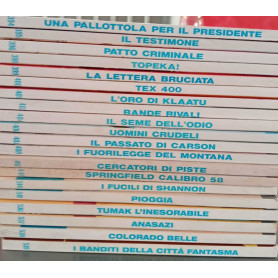 UNA PALLOTTOLA PER IL PRESIDENTE
IL TESTIMONE
PATTO CRIMINALE
TOPEKA!
LA LETTERA BRUCIATA
TEX 400
L'ORO DI KLAATU
BANDE RIVALI
IL SEME DELL'ODIO
UOMINI CRUDELI
IL PASSATO DI CARSON
I FUORILEGGE DEL MONTANA
CERCATORI DI PISTE
SPRINGFIELD CALIBRO 58
I FUCILI DI SHANNON
PIOGGIA
TUMAK L'INESORABILE
ANASAZI
COLORADO BELLE
I BANDITI DELLA CITTÀ FANTASMA